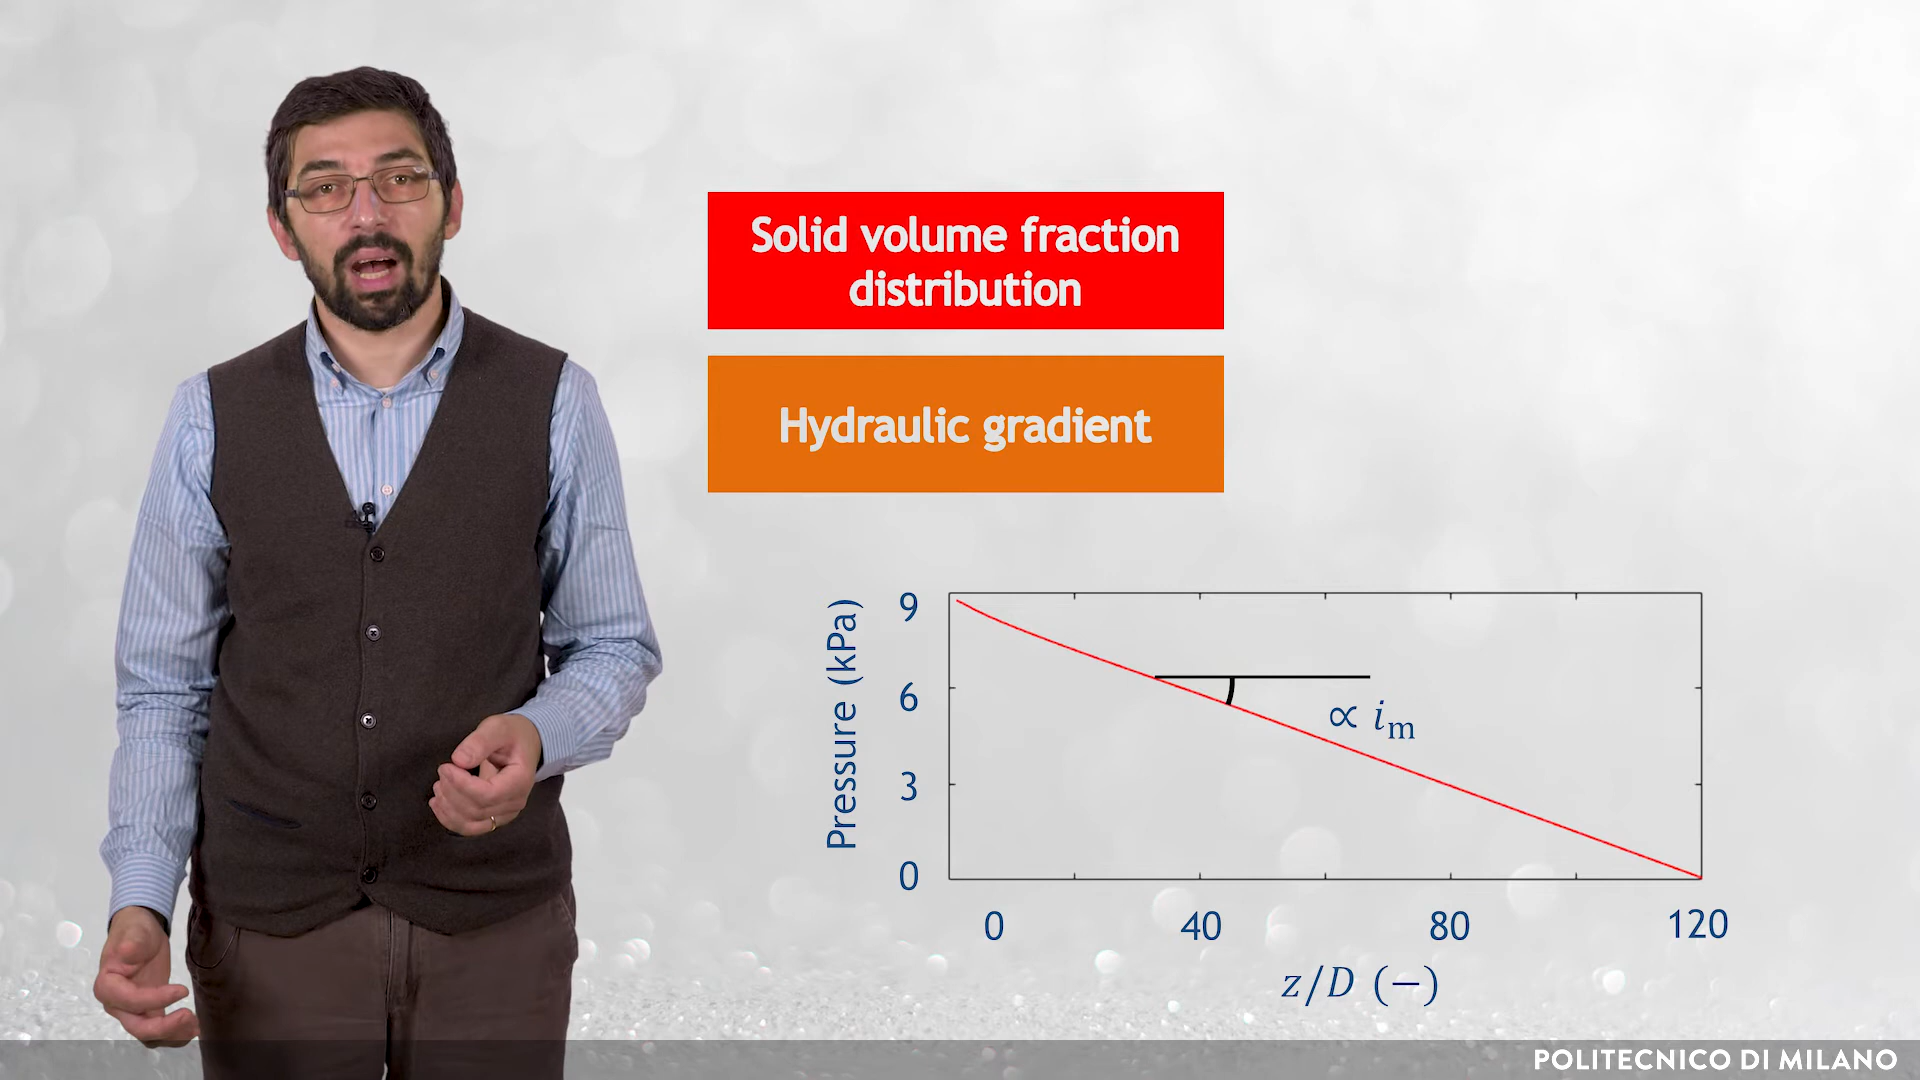 Solid volume fraction
distribution
Hydraulic gradient
Pressure (kPa)
9
6
3
0
∝ i_m
0 40 80 120
z/D (−)
POLITECNICO DI MILANO